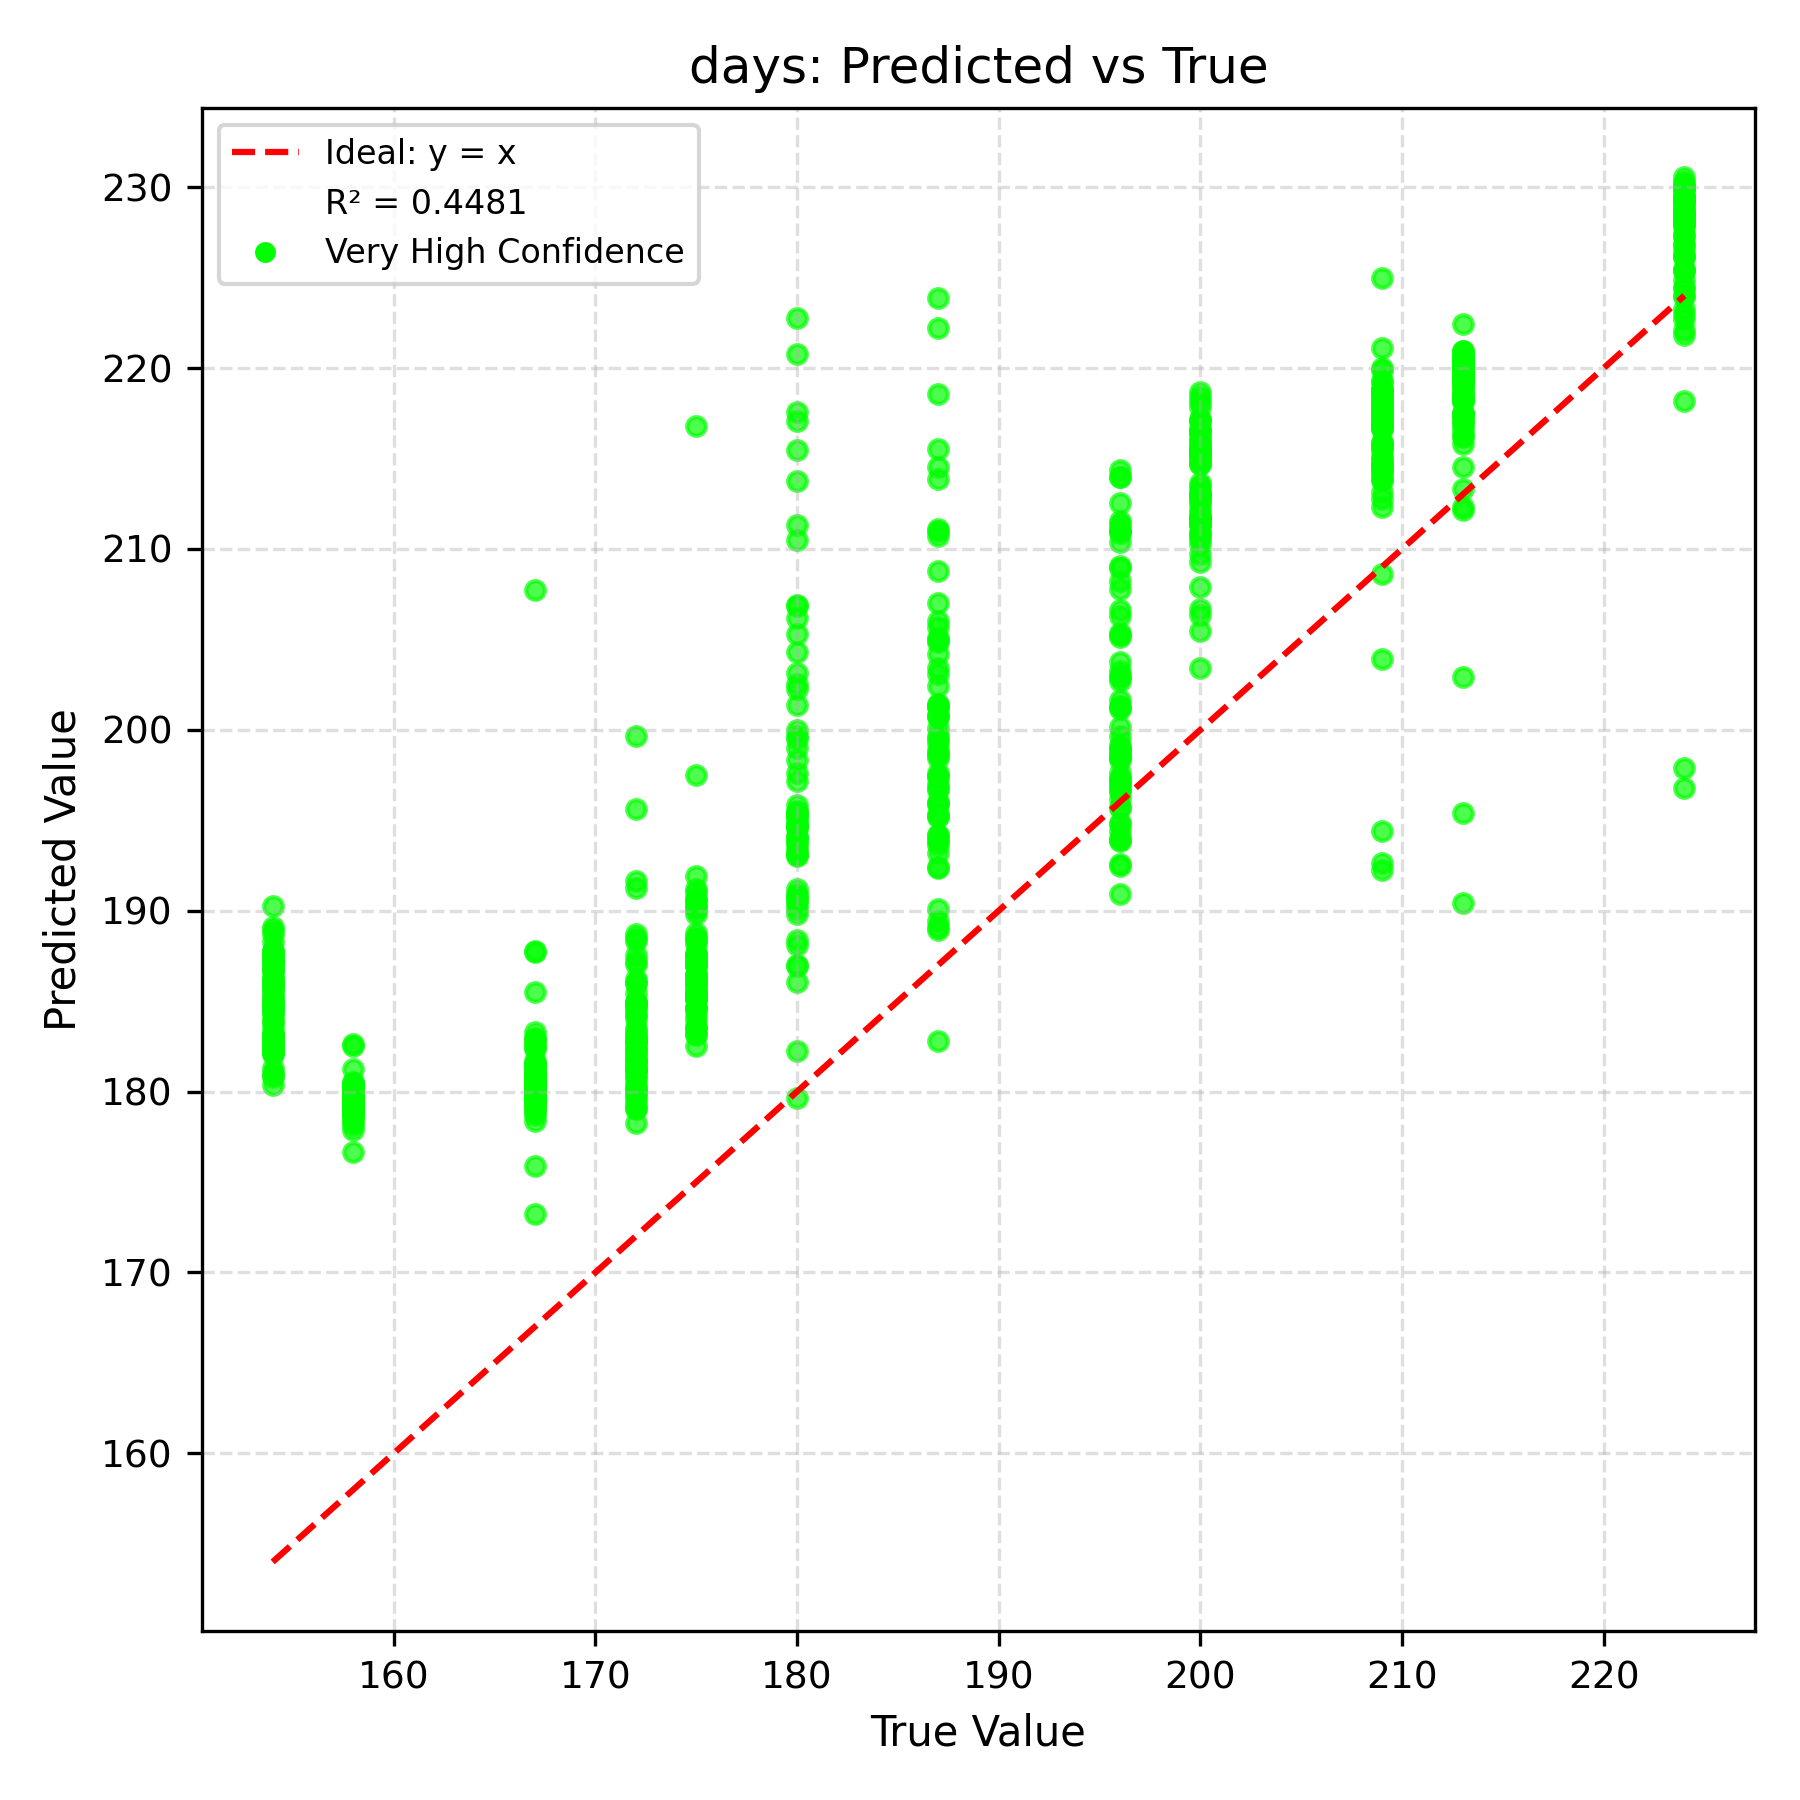 days: Predicted vs True
Ideal: y = x
R² = 0.4481
Very High Confidence
230
220
210
200
190
180
170
160
Predicted Value
160
170
180
190
200
210
220
True Value